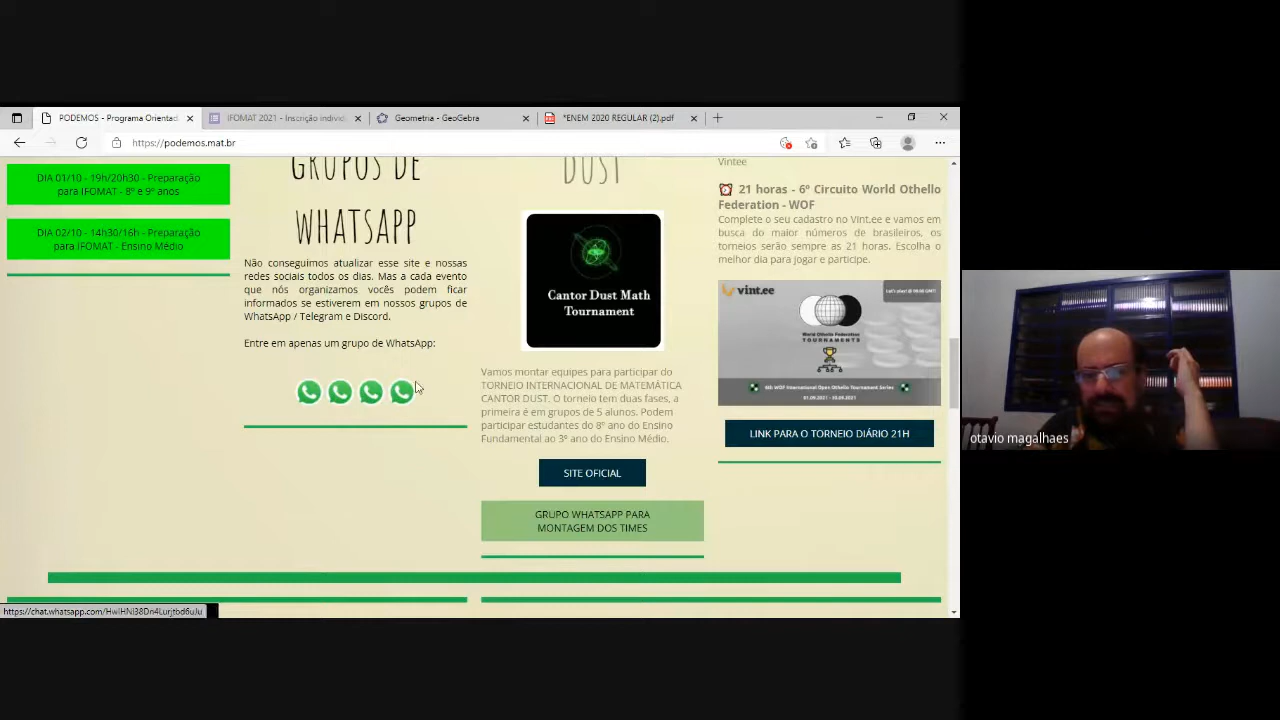 PODEMOS - Programa Orientad
IFOMAT 2021 - Inscrição individ
Geometria - GeoGebra
*ENEM 2020 REGULAR (2).pdf
https://podemos.mat.br
DIA 01/10 - 19h/20h30 - Preparação
para IFOMAT - 8º e 9º anos
DIA 02/10 - 14h30/16h - Preparação
para IFOMAT - Ensino Médio
GRUPOS DE
WHATSAPP
Não conseguimos atualizar esse site e nossas
redes sociais todos os dias. Mas a cada evento
que nós organizamos vocês podem ficar
informados se estiverem em nossos grupos de
WhatsApp / Telegram e Discord.
Entre em apenas um grupo de WhatsApp:
DUST
Cantor Dust Math
Tournament
Vamos montar equipes para participar do
TORNEIO INTERNACIONAL DE MATEMÁTICA
CANTOR DUST. O torneio tem duas fases, a
primeira é em grupos de 5 alunos. Podem
participar estudantes do 8º ano do Ensino
Fundamental ao 3º ano do Ensino Médio.
SITE OFICIAL
GRUPO WHATSAPP PARA
MONTAGEM DOS TIMES
Vintee
21 horas - 6º Circuito World Othello
Federation - WOF
Complete o seu cadastro no Vint.ee e vamos em
busca do maior números de brasileiros, os
torneios serão sempre as 21 horas. Escolha o
melhor dia para jogar e participe.
vint.ee
World Othello Federation
TOURNAMENTS
6th WOF International Open Othello Tournament Series
LINK PARA O TORNEIO DIÁRIO 21H
otavio magalhaes